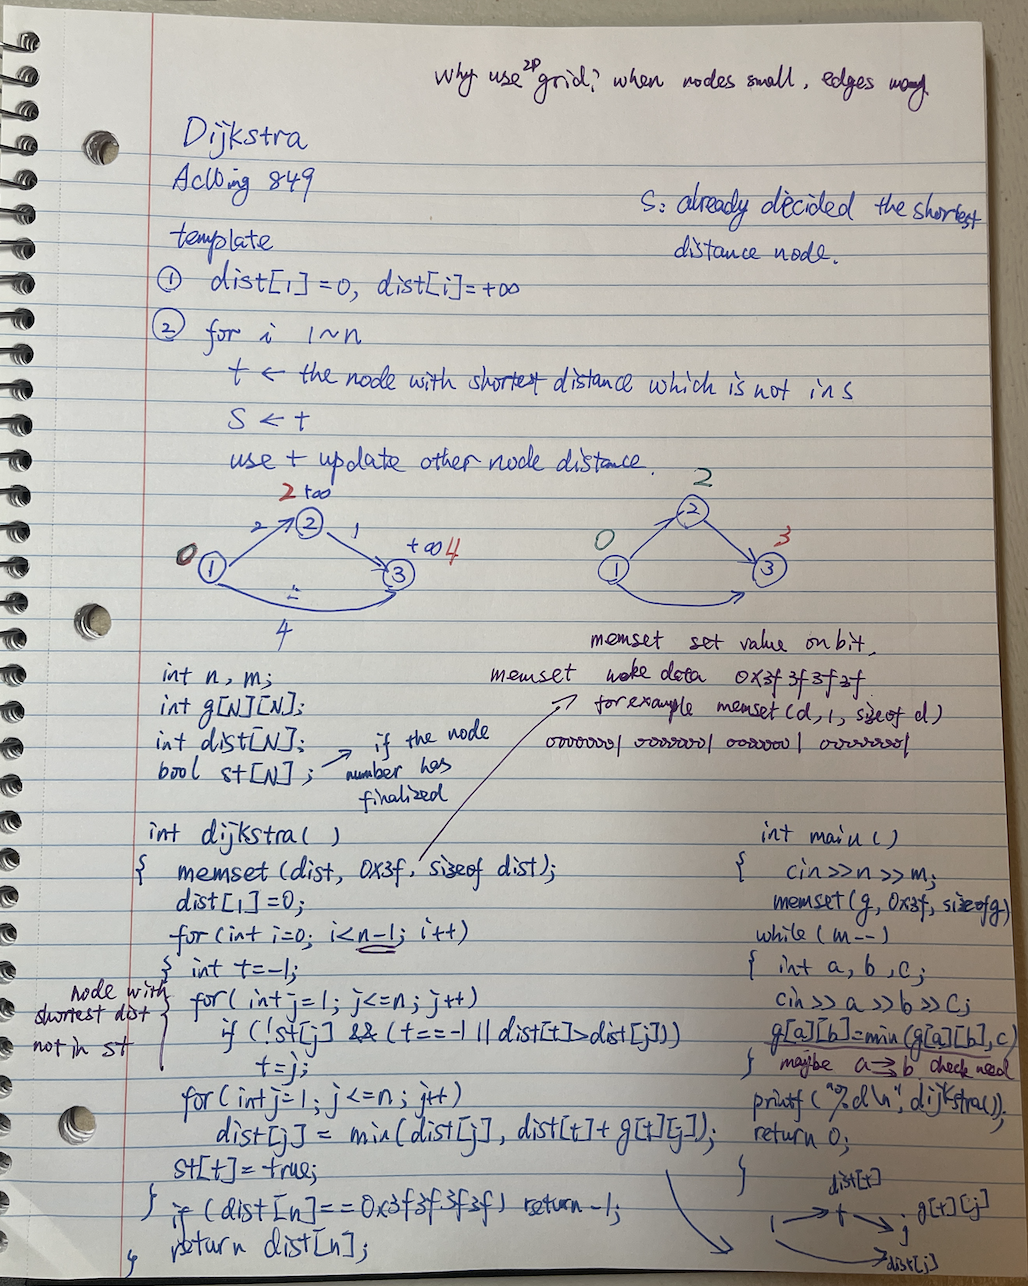 Why use 2D grid? when nodes small, edges many
Dijkstra
AcWing 849
S: already decided the shortest
distance node.
template
① dist[1]=0, dist[i]=+∞
② for i 1~n
t ← the node with shortest distance which is not in s
S ← t
use t update other node distance.
2 +∞
2
0 1 2 1 3 +∞ 4
4
2
0 1 2 3 3
memset set value on bit.
memset make data 0x3f3f3f3f
for example memset(d, 1, sizeof d)
00000001 00000001 0000001 00000001
int n, m;
int g[N][N];
int dist[N];
bool st[N]; → if the node
number has
finalized
int dijkstra( )
{ memset(dist, 0x3f, sizeof dist);
dist[1]=0;
for(int i=0; i<n-1; i++)
{ int t=-1;
node with
shortest dist
not in st
for(int j=1; j<=n; j++)
if (!st[j] && (t==-1 || dist[t]>dist[j]))
t=j;
for(int j=1; j<=n; j++)
dist[j] = min(dist[j], dist[t]+g[t][j]);
st[t]=true;
}
if (dist[n]==0x3f3f3f3f) return -1;
return dist[n];
}
int main()
{ cin>>n>>m;
memset(g, 0x3f, sizeof g)
while(m--)
{ int a, b, c;
cin>>a>>b>>c;
g[a][b]=min(g[a][b],c)
} maybe a⇉b check need
printf("%d\n", dijkstra());
return 0;
}
dist[t]
1 → t → j g[t][j]
dist[j]